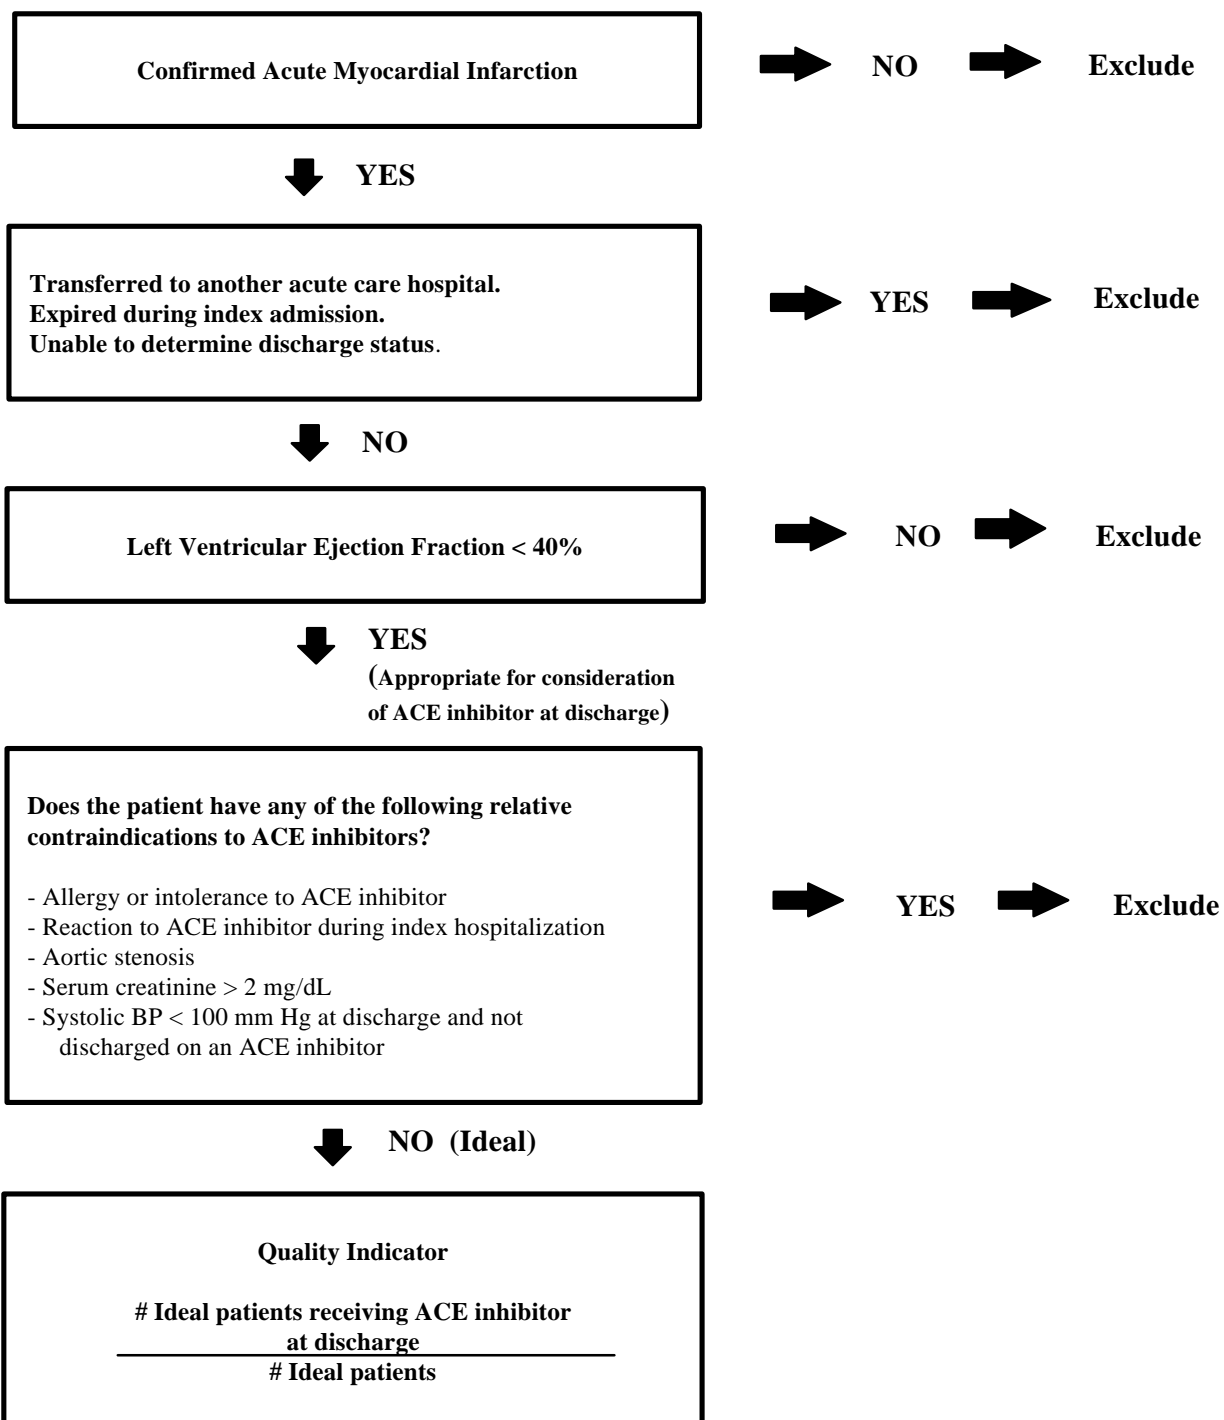 Confirmed Acute Myocardial Infarction
NO
Exclude
YES
Transferred to another acute care hospital.
Expired during index admission.
Unable to determine discharge status.
YES
Exclude
NO
Left Ventricular Ejection Fraction < 40%
NO
Exclude
YES
(Appropriate for consideration
of ACE inhibitor at discharge)
Does the patient have any of the following relative
contraindications to ACE inhibitors?
- Allergy or intolerance to ACE inhibitor
- Reaction to ACE inhibitor during index hospitalization
- Aortic stenosis
- Serum creatinine > 2 mg/dL
- Systolic BP < 100 mm Hg at discharge and not
discharged on an ACE inhibitor
YES
Exclude
NO (Ideal)
Quality Indicator
# Ideal patients receiving ACE inhibitor
at discharge
# Ideal patients